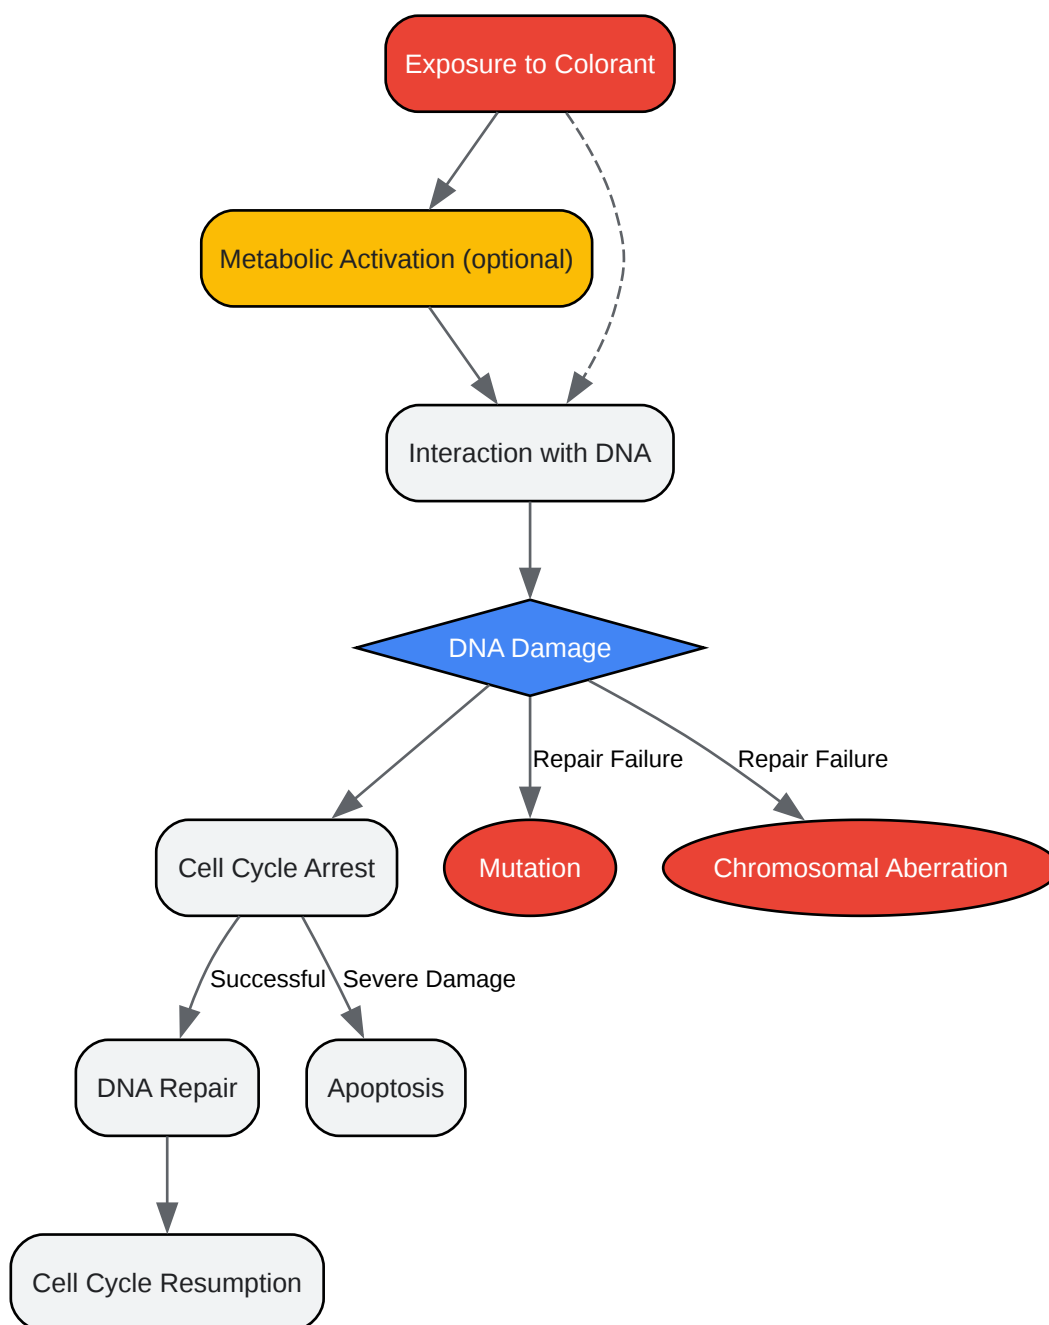 Exposure to Colorant
Metabolic Activation (optional)
Interaction with DNA
DNA Damage
Repair Failure
Repair Failure
Cell Cycle Arrest
Mutation
Chromosomal Aberration
Successful
Severe Damage
DNA Repair
Apoptosis
Cell Cycle Resumption